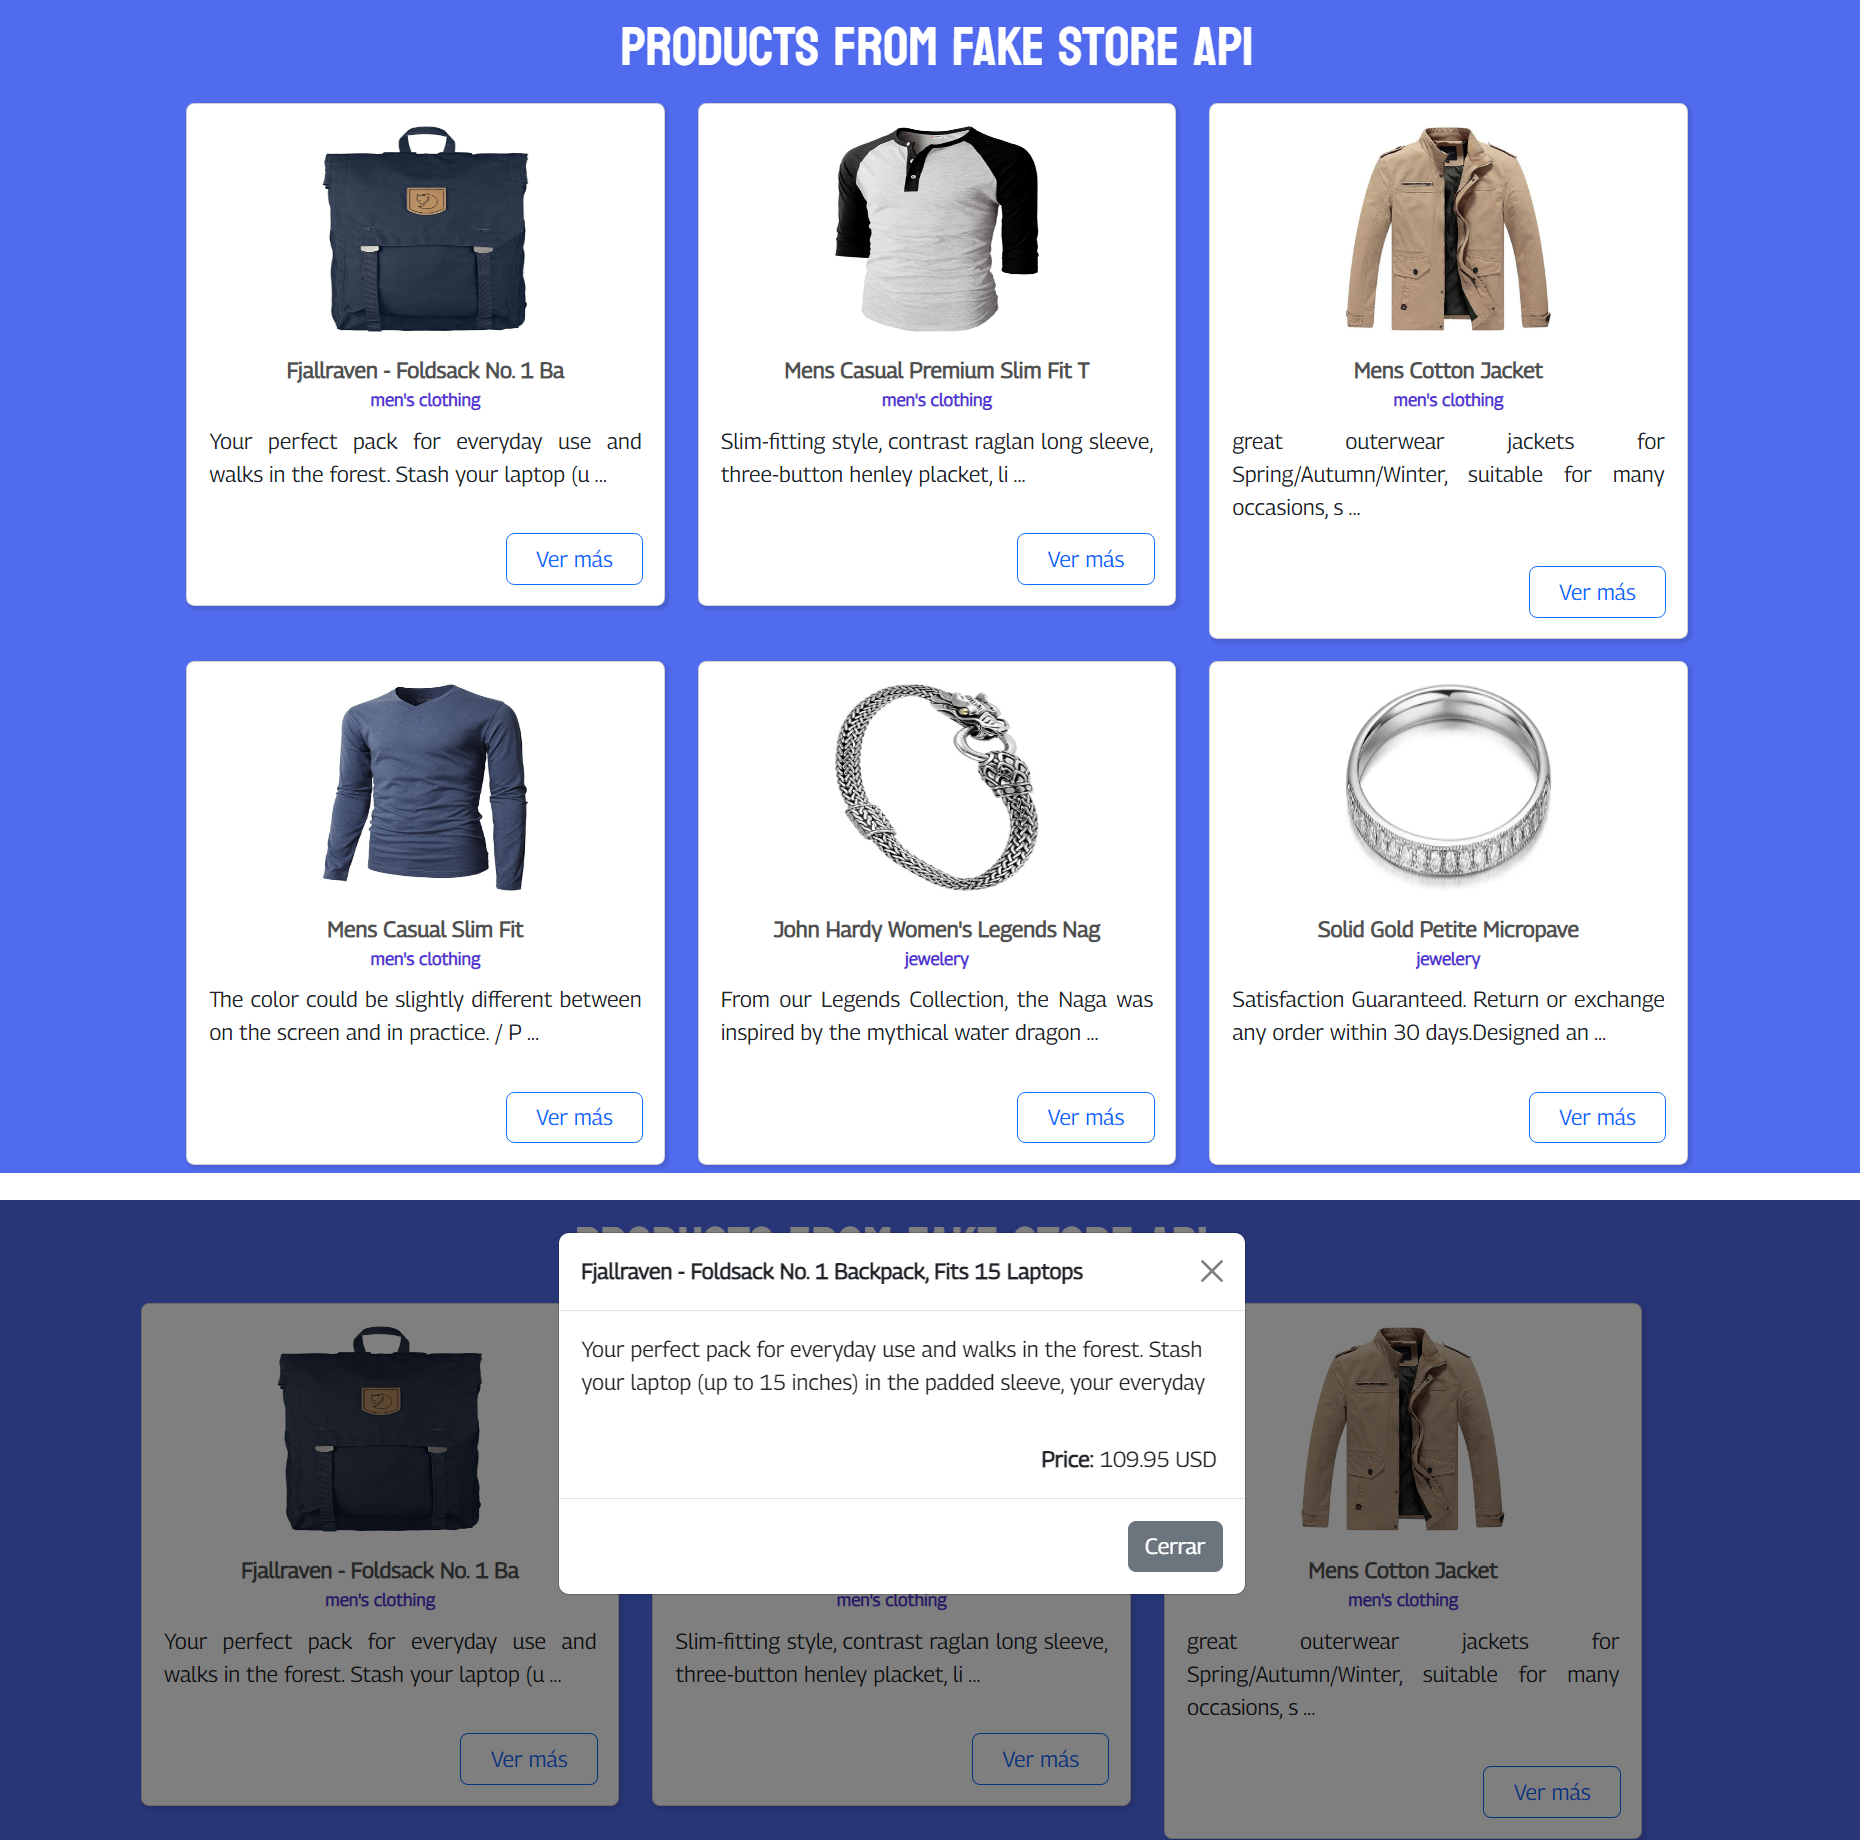 PRODUCTS FROM FAKE STORE API
Fjallraven - Foldsack No. 1 Ba
men's clothing
Your perfect pack for everyday use and
walks in the forest. Stash your laptop (u ...
Ver más
Mens Casual Premium Slim Fit T
men's clothing
Slim-fitting style, contrast raglan long sleeve,
three-button henley placket, li ...
Ver más
Mens Cotton Jacket
men's clothing
great outerwear jackets for
Spring/Autumn/Winter, suitable for many
occasions, s ...
Ver más
Mens Casual Slim Fit
men's clothing
The color could be slightly different between
on the screen and in practice. / P ...
Ver más
John Hardy Women's Legends Nag
jewelery
From our Legends Collection, the Naga was
inspired by the mythical water dragon ...
Ver más
Solid Gold Petite Micropave
jewelery
Satisfaction Guaranteed. Return or exchange
any order within 30 days.Designed an ...
Ver más
PRODUCTS FROM FAKE STORE API
Fjallraven - Foldsack No. 1 Backpack, Fits 15 Laptops
Your perfect pack for everyday use and walks in the forest. Stash
your laptop (up to 15 inches) in the padded sleeve, your everyday
Price: 109.95 USD
Cerrar
Fjallraven - Foldsack No. 1 Ba
men's clothing
Your perfect pack for everyday use and
walks in the forest. Stash your laptop (u ...
Ver más
men's clothing
Slim-fitting style, contrast raglan long sleeve,
three-button henley placket, li ...
Ver más
Mens Cotton Jacket
men's clothing
great outerwear jackets for
Spring/Autumn/Winter, suitable for many
occasions, s ...
Ver más